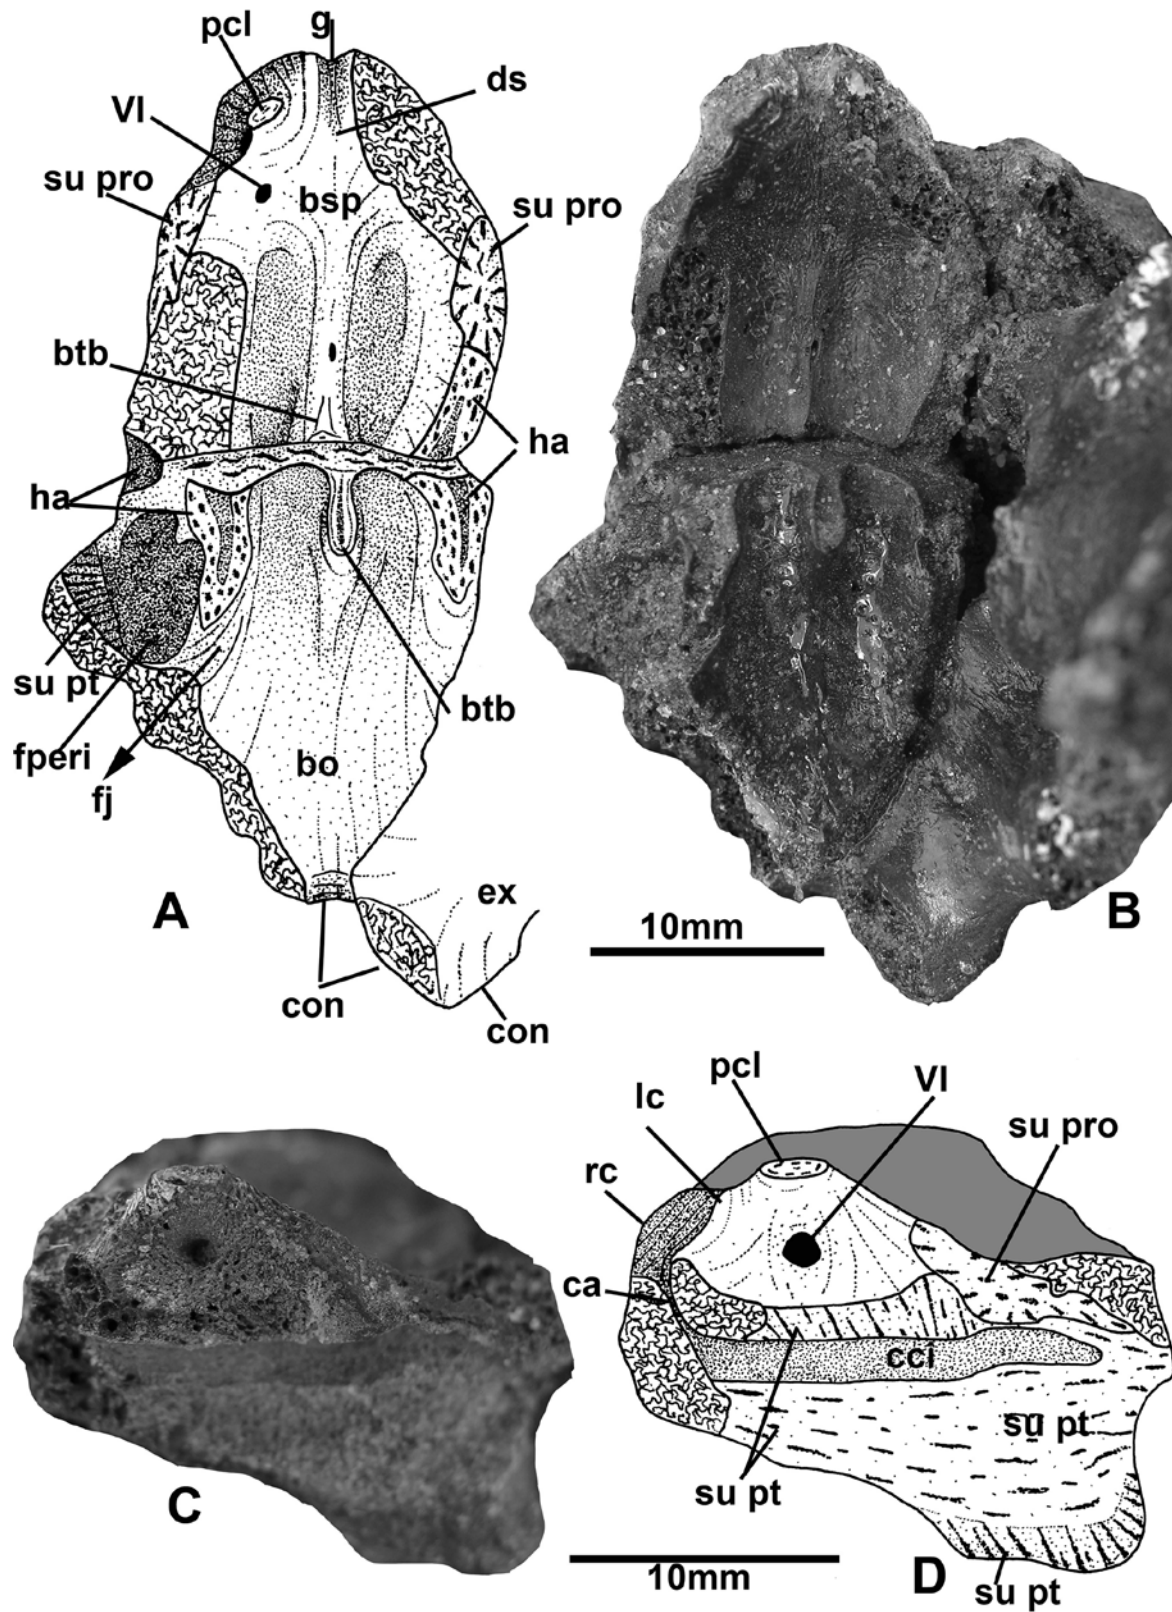 g
pcl
ds
VI
su pro
bsp
su pro
btb
ha
ha
su pt
btb
fperi
bo
fj
A
ex
B
10mm
con
con
pcl
VI
lc
su pro
rc
ca
cci
su pt
C
su pt
10mm
D
su pt